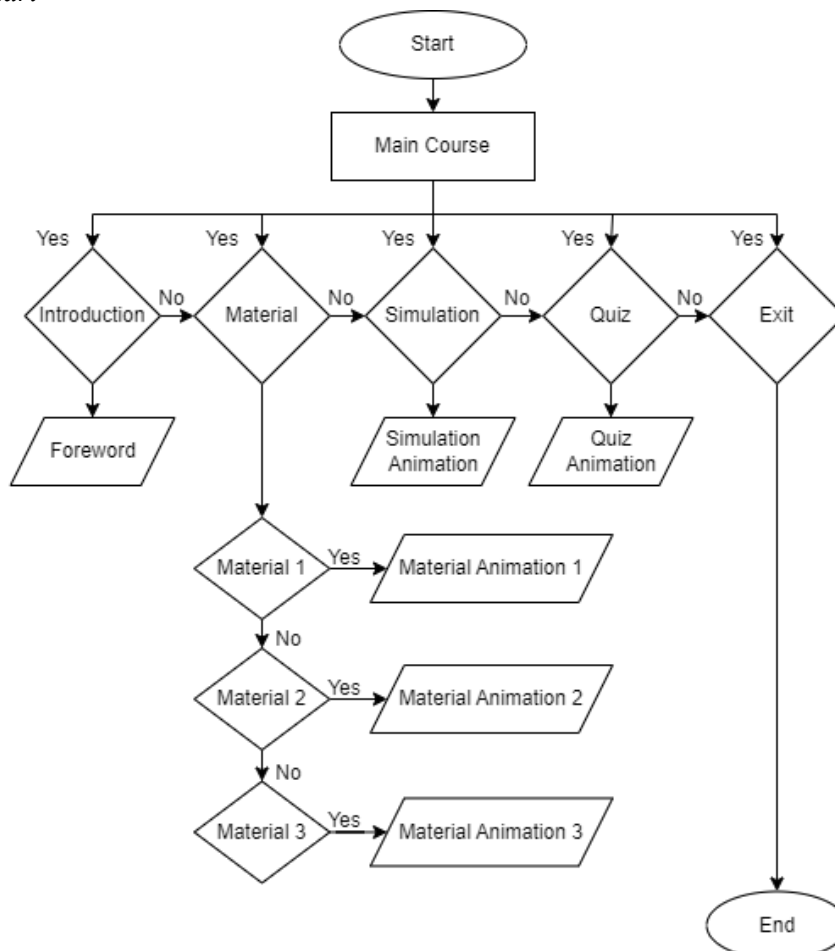 Start
Main Course
Yes
Yes
Yes
Yes
Yes
Introduction
No
Material
No
Simulation
No
Quiz
No
Exit
Foreword
Simulation
Animation
Quiz
Animation
Material 1
Yes
Material Animation 1
No
Material 2
Yes
Material Animation 2
No
Material 3
Yes
Material Animation 3
End